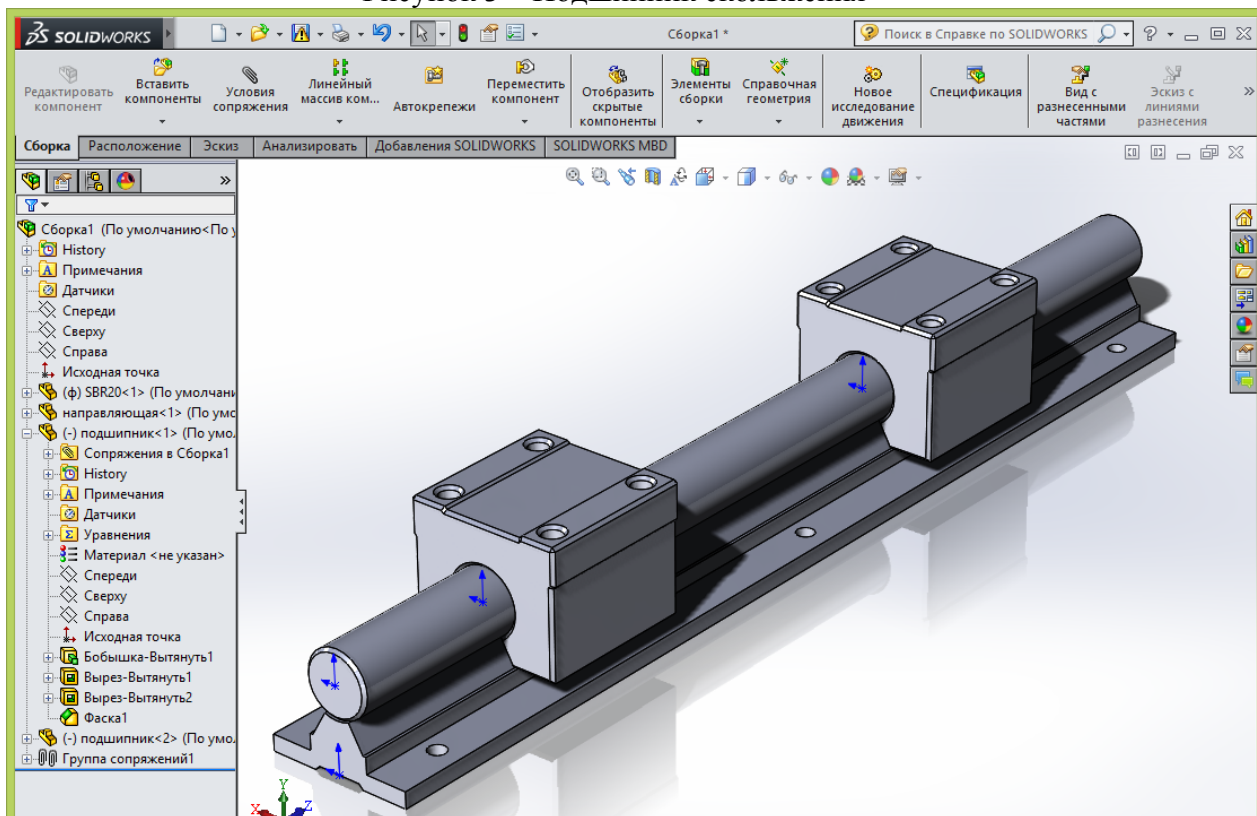 SOLIDWORKS
Сборка1 *
Поиск в Справке по SOLIDWORKS
Редактировать компонент
Вставить компоненты
Условия сопряжения
Линейный массив ком...
Автокрепежи
Переместить компонент
Отобразить скрытые компоненты
Элементы сборки
Справочная геометрия
Новое исследование движения
Спецификация
Вид с разнесенными частями
Эскиз с линиями разнесения
Сборка
Расположение
Эскиз
Анализировать
Добавления SOLIDWORKS
SOLIDWORKS MBD
Сборка1 (По умолчанию<По у
History
Примечания
Датчики
Спереди
Сверху
Справа
Исходная точка
(ф) SBR20<1> (По умолчани
направляющая<1> (По умо
(-) подшипник<1> (По умо.
Сопряжения в Сборка1
History
Примечания
Датчики
Уравнения
Материал <не указан>
Спереди
Сверху
Справа
Исходная точка
Бобышка-Вытянуть1
Вырез-Вытянуть1
Вырез-Вытянуть2
Фаска1
(-) подшипник<2> (По умо.
Группа сопряжений1
Y
X
Z